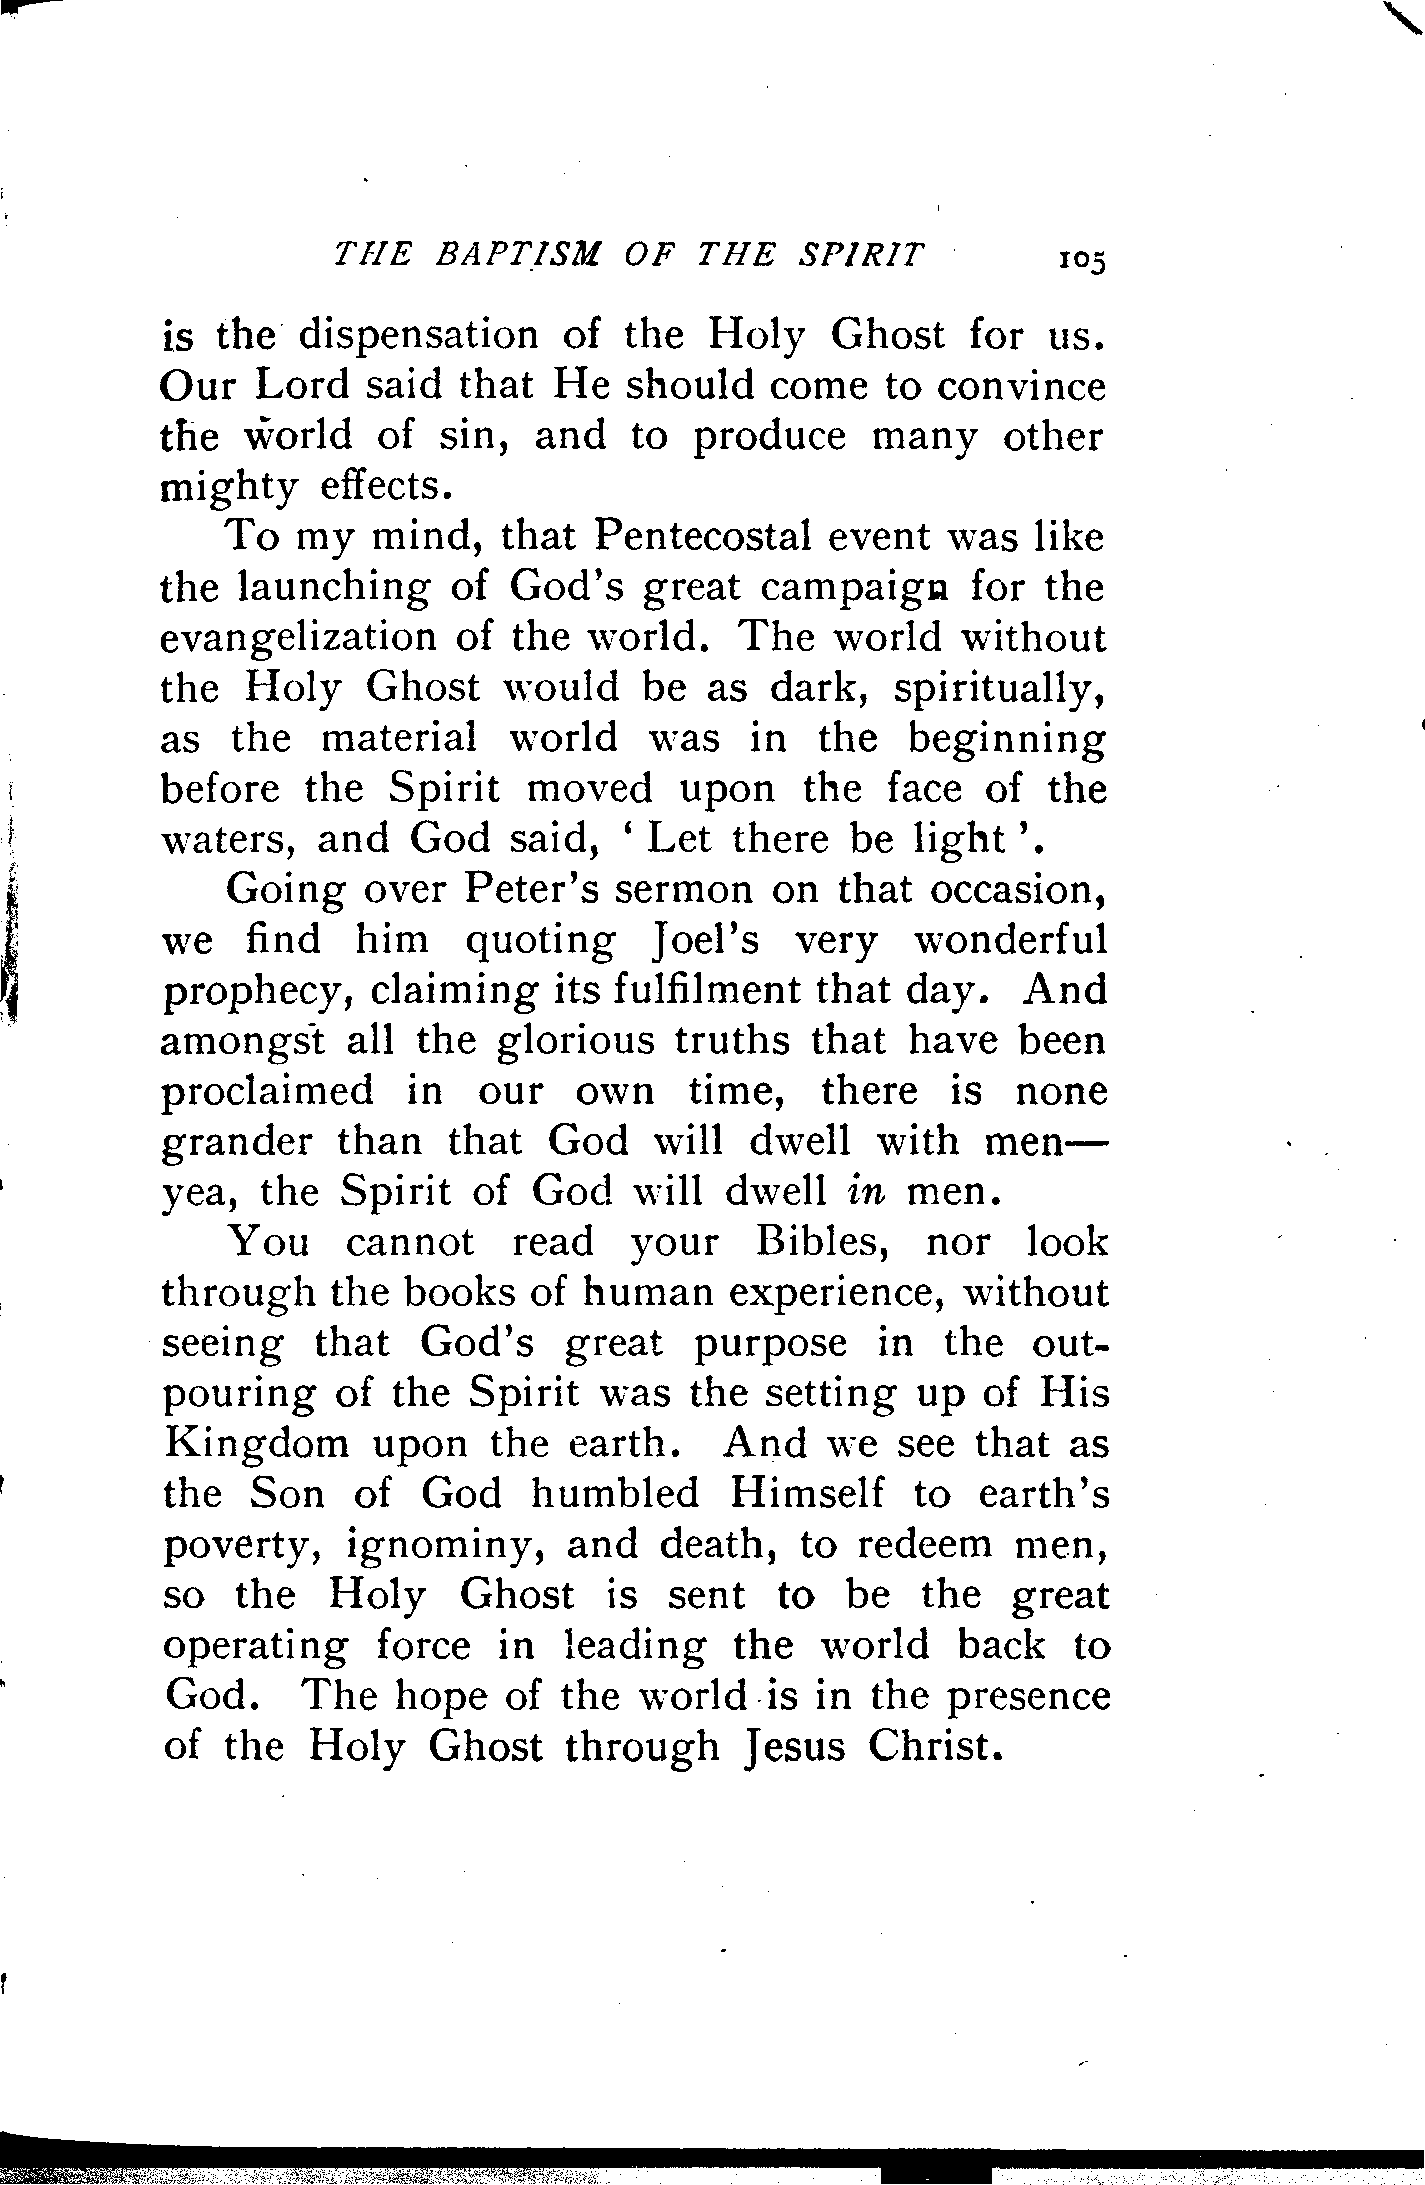 THE BAPTISM OF THE SPIRIT 105
is the dispensation of the Holy Ghost for us.
Our Lord said that He should come to convince
the world of sin, and to produce many other
mighty effects.
To my mind, that Pentecostal event was like
the launching of God's great campaign for the
evangelization of the world. The world without
the Holy Ghost would be as dark, spiritually,
as the material world was in the beginning
before the Spirit moved upon the face of the
waters, and God said, ‘ Let there be light ’.
Going over Peter's sermon on that occasion,
we find him quoting Joel's very wonderful
prophecy, claiming its fulfilment that day. And
amongst all the glorious truths that have been
proclaimed in our own time, there is none
grander than that God will dwell with men—
yea, the Spirit of God will dwell in men.
You cannot read your Bibles, nor look
through the books of human experience, without
seeing that God's great purpose in the out-
pouring of the Spirit was the setting up of His
Kingdom upon the earth. And we see that as
the Son of God humbled Himself to earth's
poverty, ignominy, and death, to redeem men,
so the Holy Ghost is sent to be the great
operating force in leading the world back to
God. The hope of the world is in the presence
of the Holy Ghost through Jesus Christ.